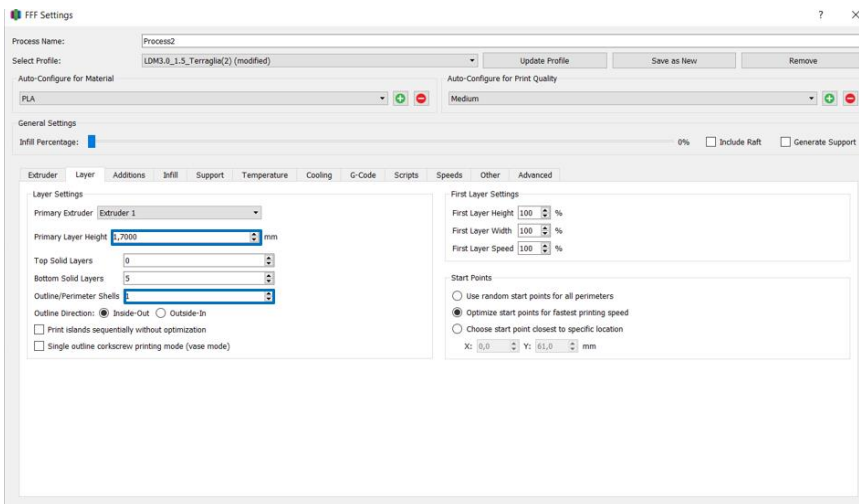 FFF Settings ? ×
Process Name: Process2
Select Profile: LDM3.0_1.5_Terraglia(2) (modified) Update Profile Save as New Remove
Auto-Configure for Material Auto-Configure for Print Quality
PLA Medium
General Settings
Infill Percentage: 0% Include Raft Generate Support
Extruder Layer Additions Infill Support Temperature Cooling G-Code Scripts Speeds Other Advanced
Layer Settings First Layer Settings
Primary Extruder Extruder 1 First Layer Height 100 %
Primary Layer Height 1,7000 mm First Layer Width 100 %
Top Solid Layers 0 First Layer Speed 100 %
Bottom Solid Layers 5 Start Points
Outline/Perimeter Shells 1 Use random start points for all perimeters
Outline Direction: Inside-Out Outside-In Optimize start points for fastest printing speed
Print islands sequentially without optimization Choose start point closest to specific location
Single outline corkscrew printing mode (vase mode) X: 0,0 Y: 61,0 mm